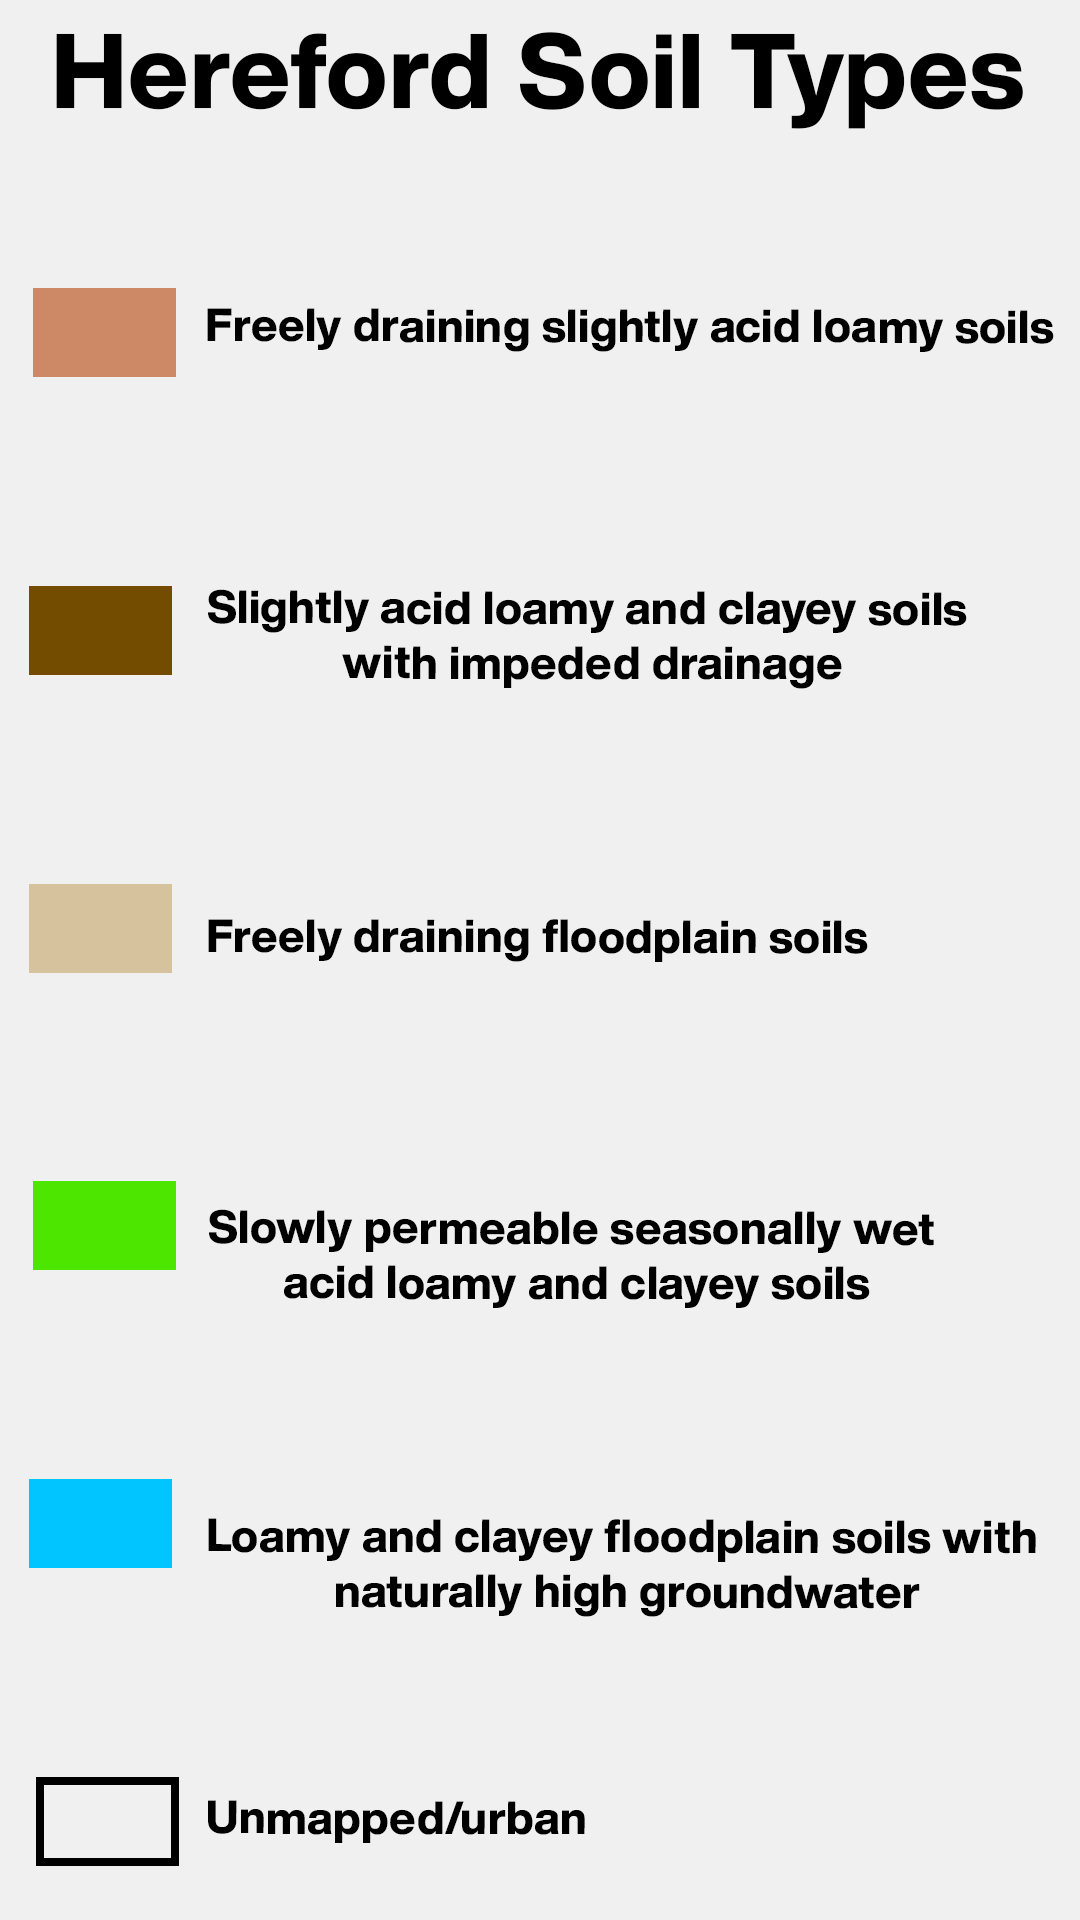 Hereford Soil Types
Freely draining slightly acid loamy soils
Slightly acid loamy and clayey soils
with impeded drainage
Freely draining floodplain soils
Slowly permeable seasonally wet
acid loamy and clayey soils
Loamy and clayey floodplain soils with
naturally high groundwater
Unmapped/urban